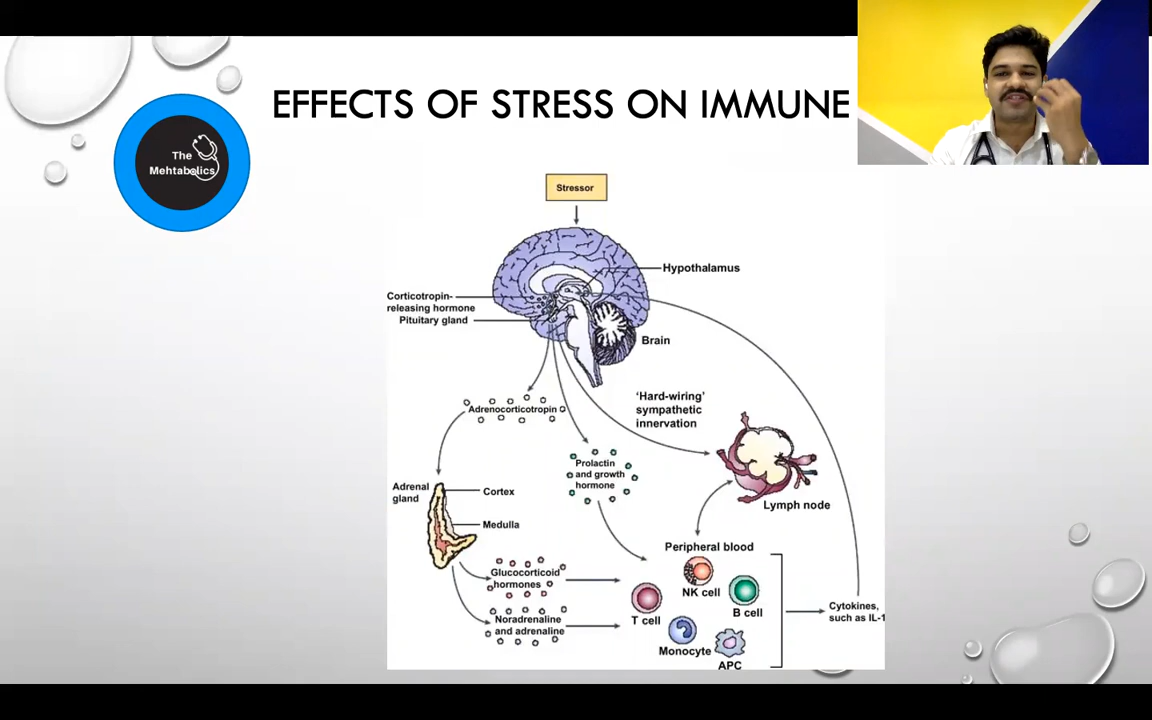 EFFECTS OF STRESS ON IMMUNE
The
Mehtabolics
Stressor
Hypothalamus
Corticotropin-
releasing hormone
Pituitary gland
Brain
'Hard-wiring'
sympathetic
innervation
Adrenocorticotropin
Prolactin
and growth
hormone
Adrenal
gland
Cortex
Lymph node
Medulla
Peripheral blood
Glucocorticoid
hormones
NK cell
B cell
T cell
Cytokines,
such as IL-1
Noradrenaline
and adrenaline
Monocyte
APC